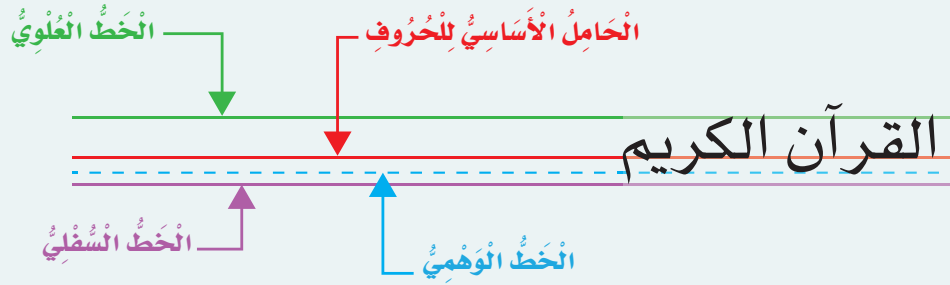 الْحَامِلُ الْأَسَاسِيُّ لِلْحُرُوفِ
الْخَطُّ الْعُلْوِيُّ
القرآن الكريم
الْخَطُّ السُّفْلِيُّ
الْخَطُّ الْوَهْمِيُّ